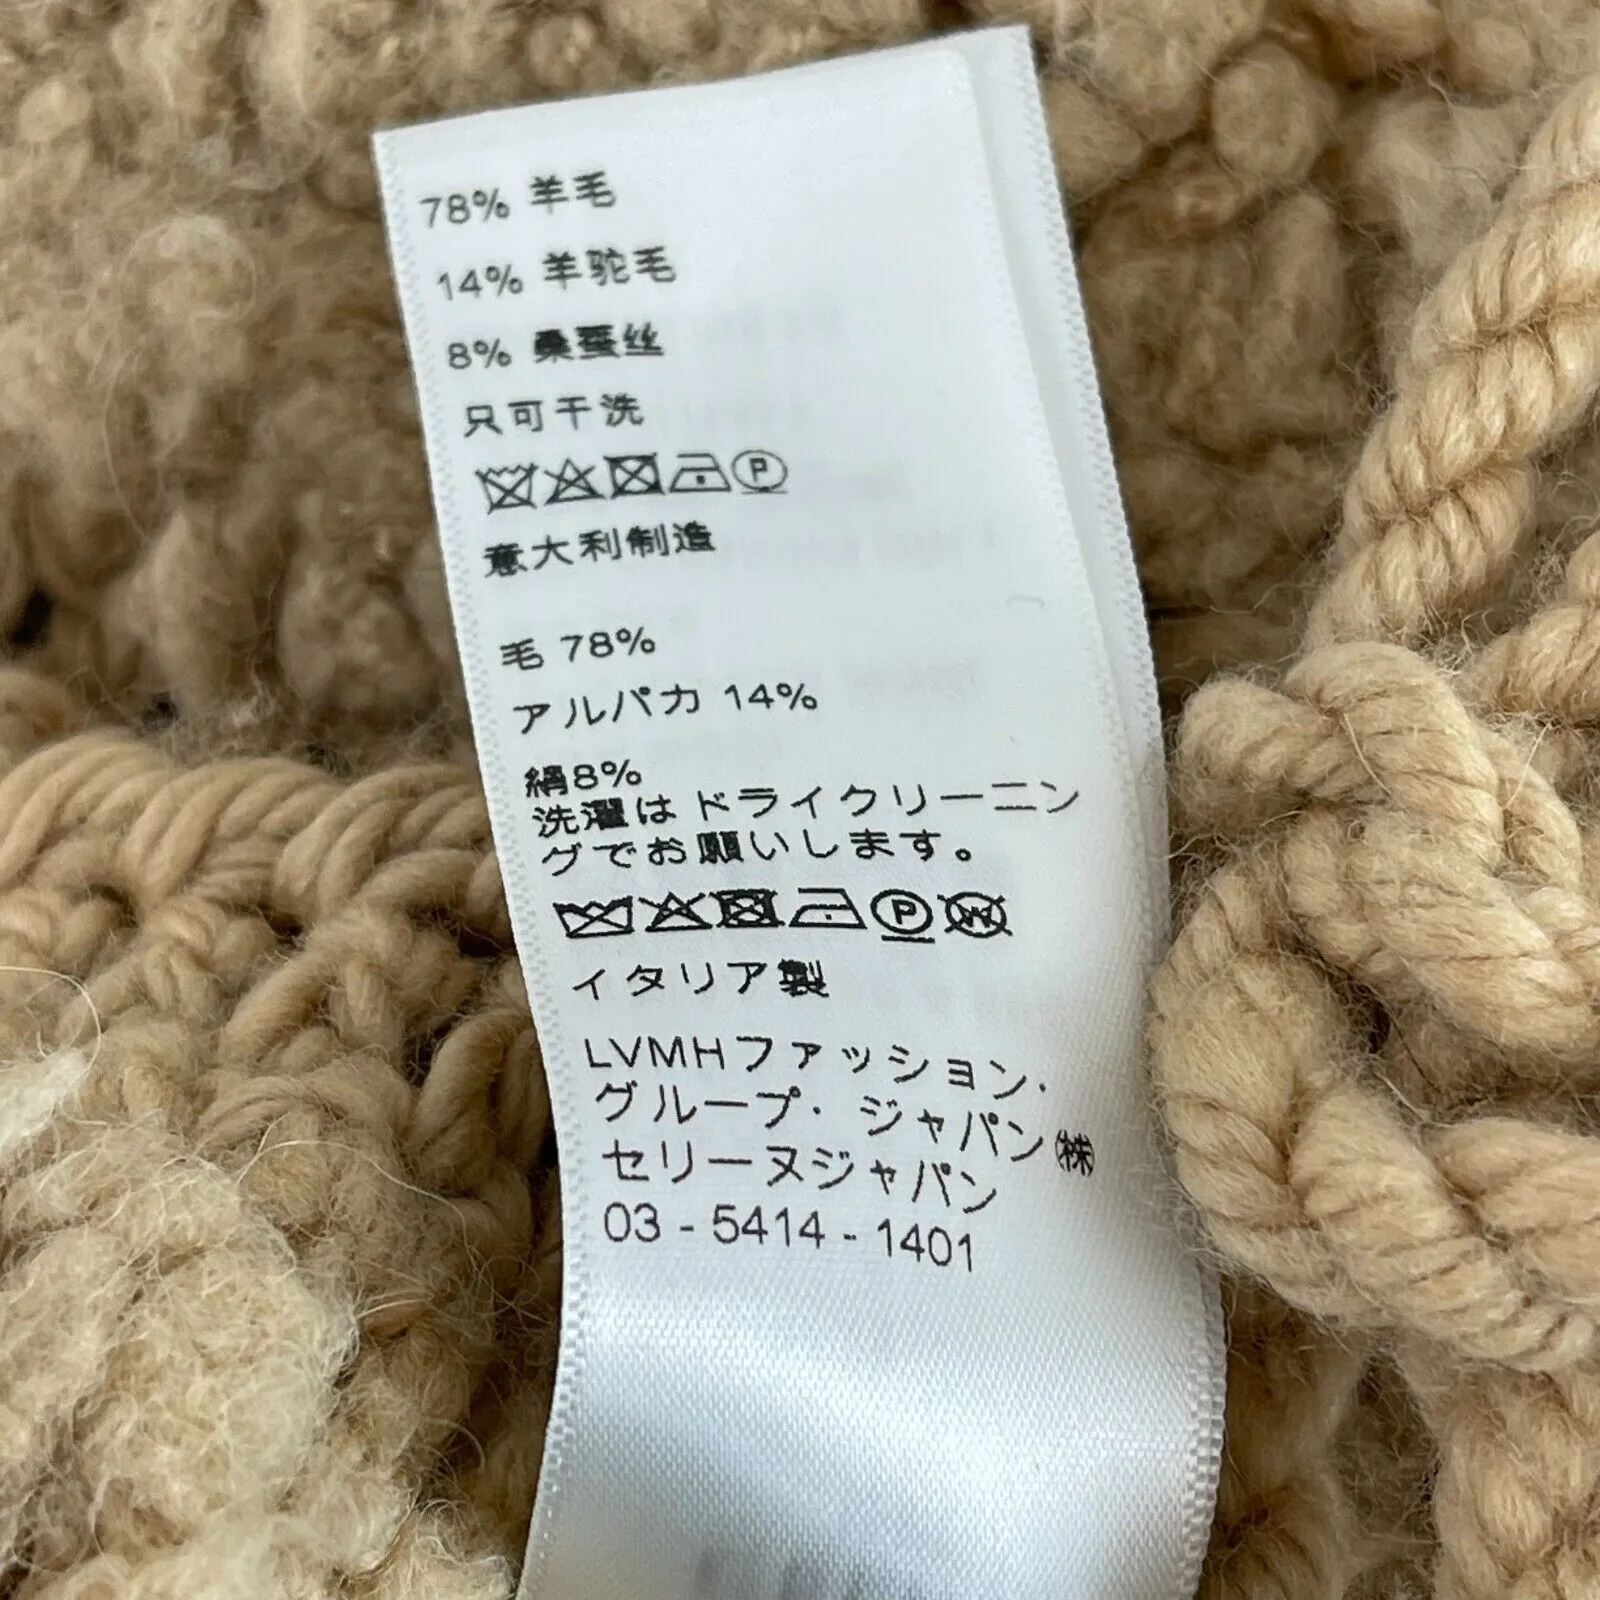 78% 羊毛
14% 羊驼毛
8% 桑蚕丝
只可干洗
P
意大利制造
毛 78%
アルパカ 14%
絹8%
洗濯はドライクリーニン
グでお願いします。
P W
イタリア製
LVMHファッション·
グループ· ジャパン㈱
セリーヌジャパン
03 - 5414 - 1401